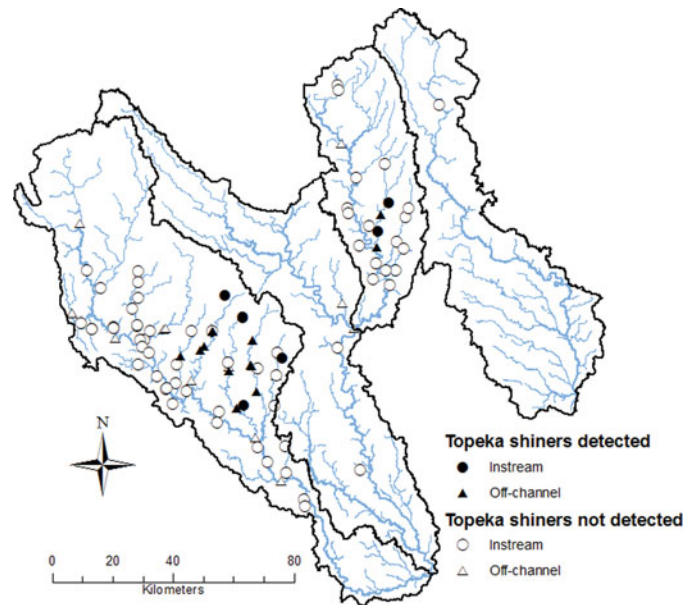 N
Topeka shiners detected
Instream
Off-channel
Topeka shiners not detected
Instream
Off-channel
0 20 40 60 80
Kilometers